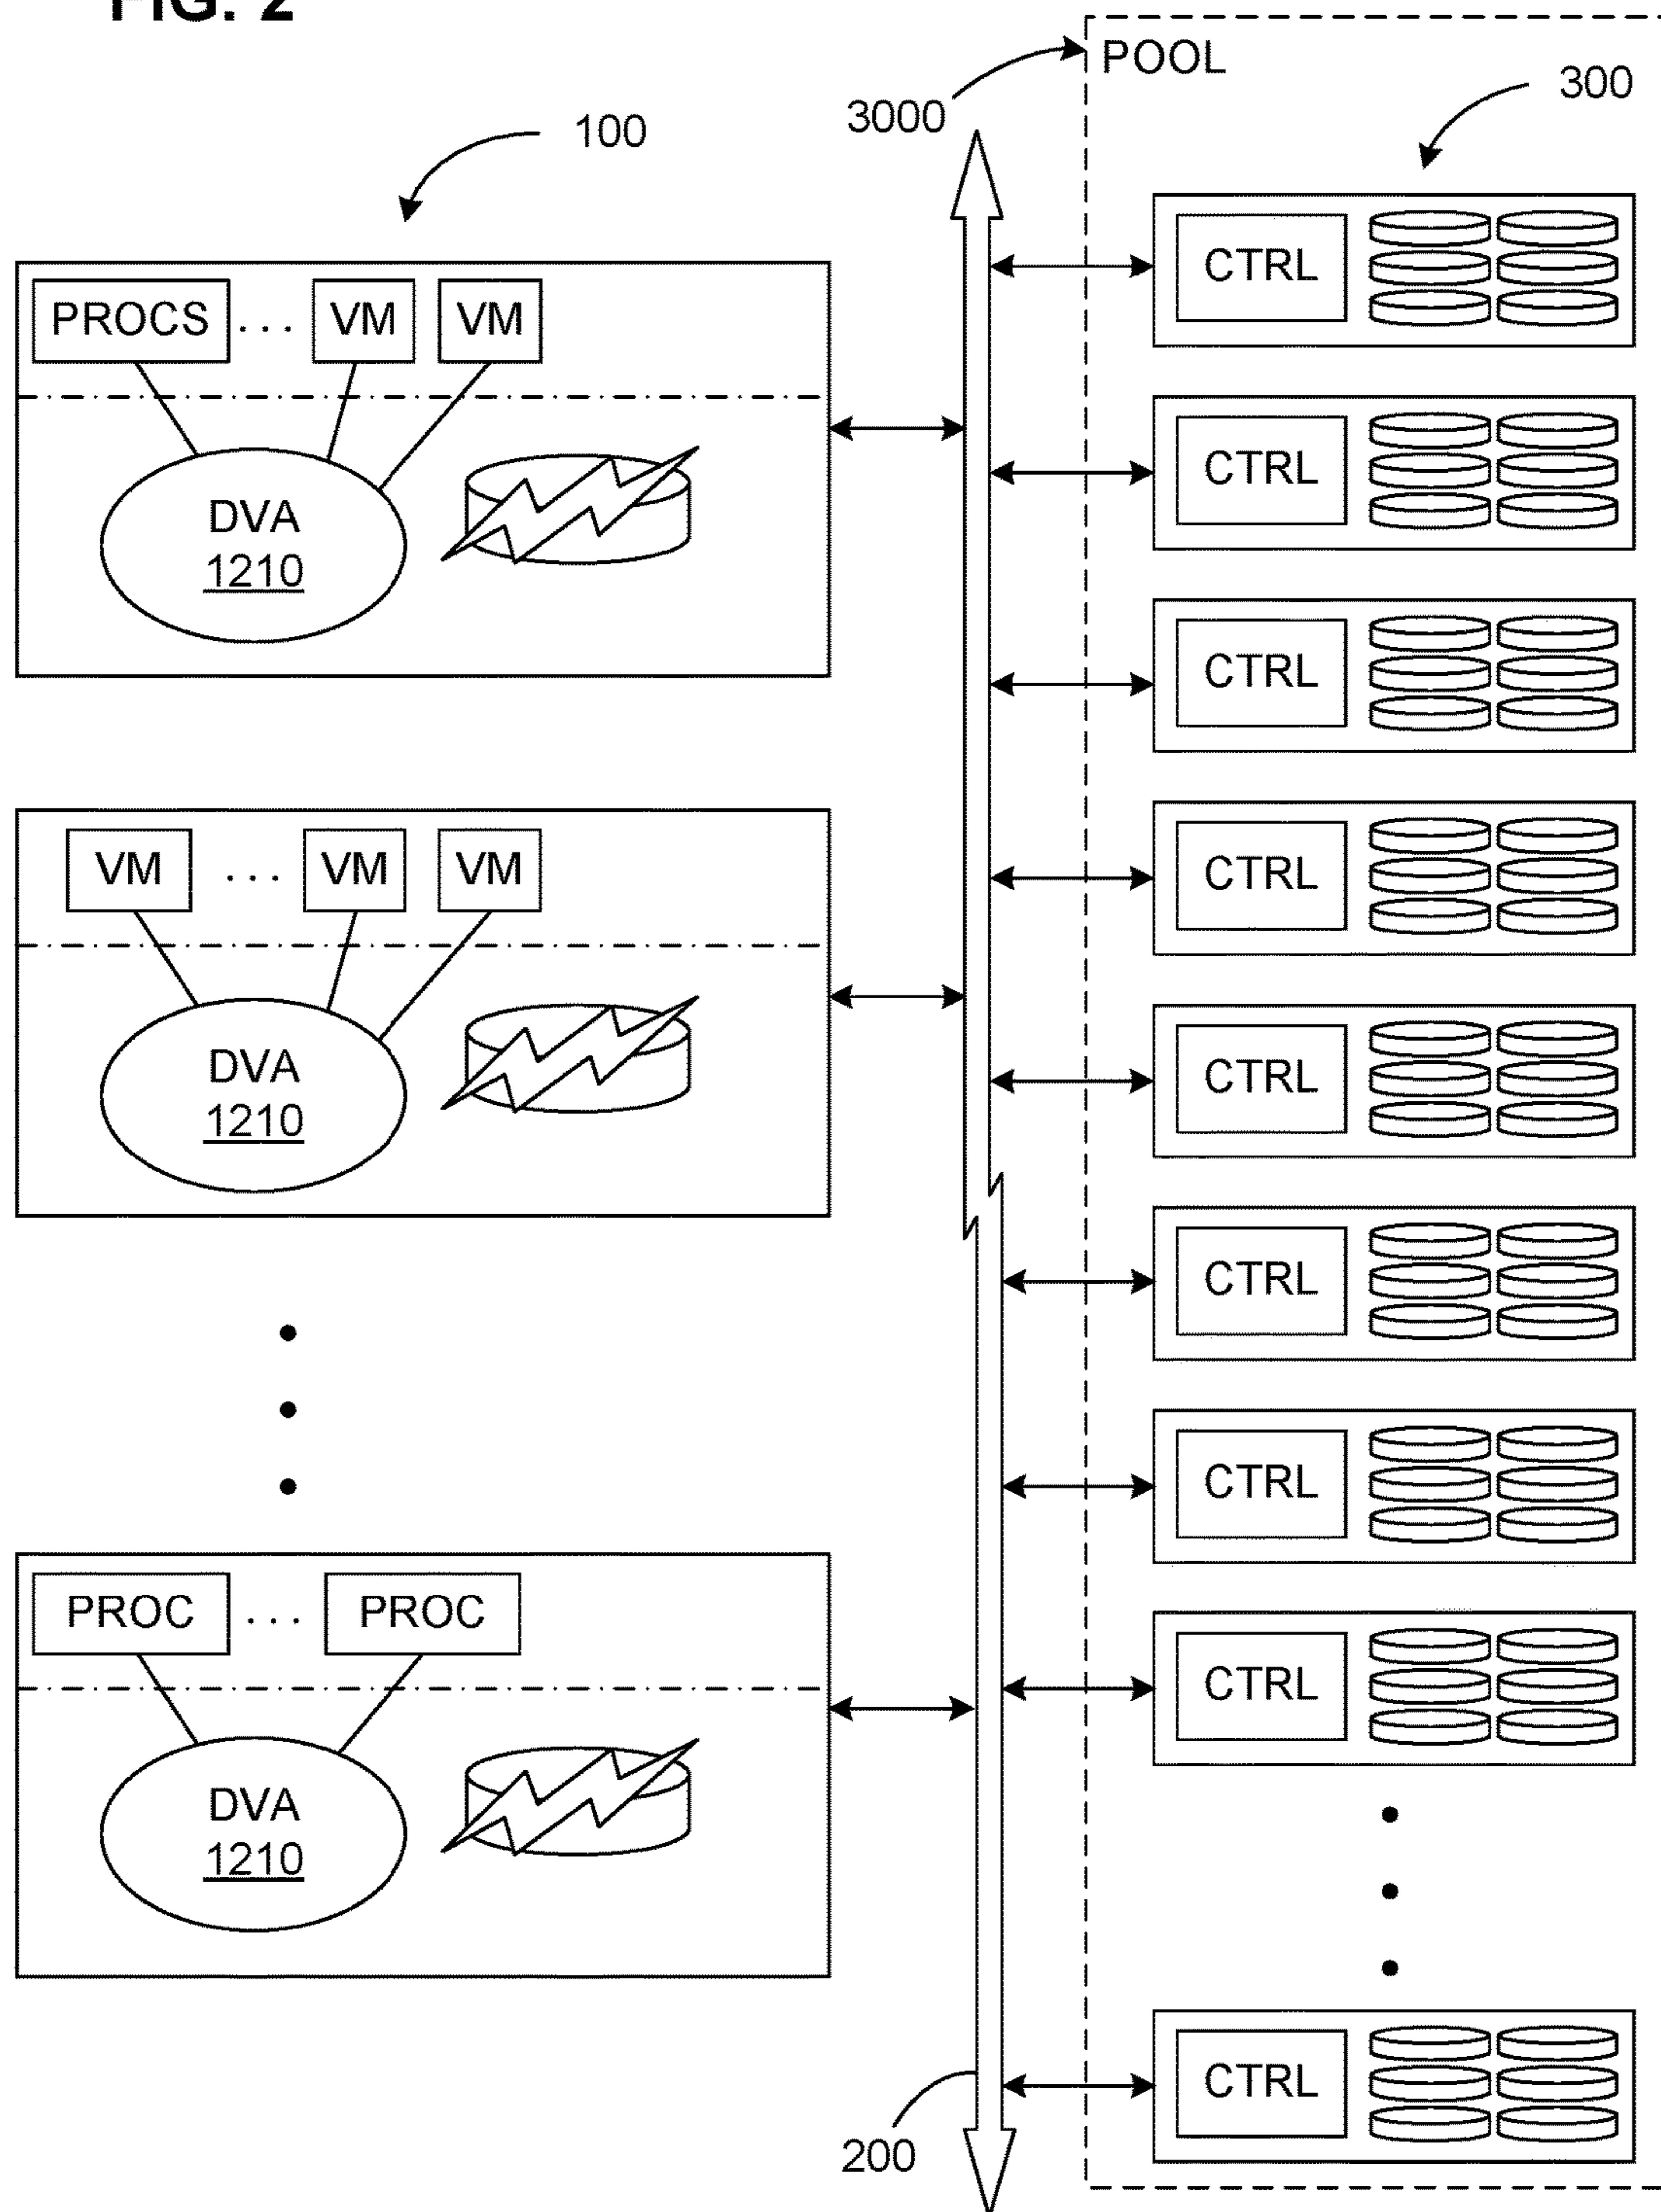 FIG. 2
POOL
3000
300
100
PROCS ... VM VM
DVA
1210
VM ... VM VM
DVA
1210
PROC ... PROC
DVA
1210
CTRL
CTRL
CTRL
CTRL
CTRL
CTRL
CTRL
CTRL
CTRL
200